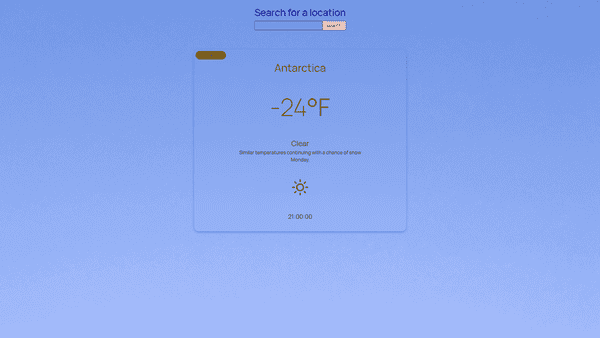 Search for a location
Antarctica
-24°F
Clear
Similar temperatures continuing with a chance of snow
Monday.
21:00:00